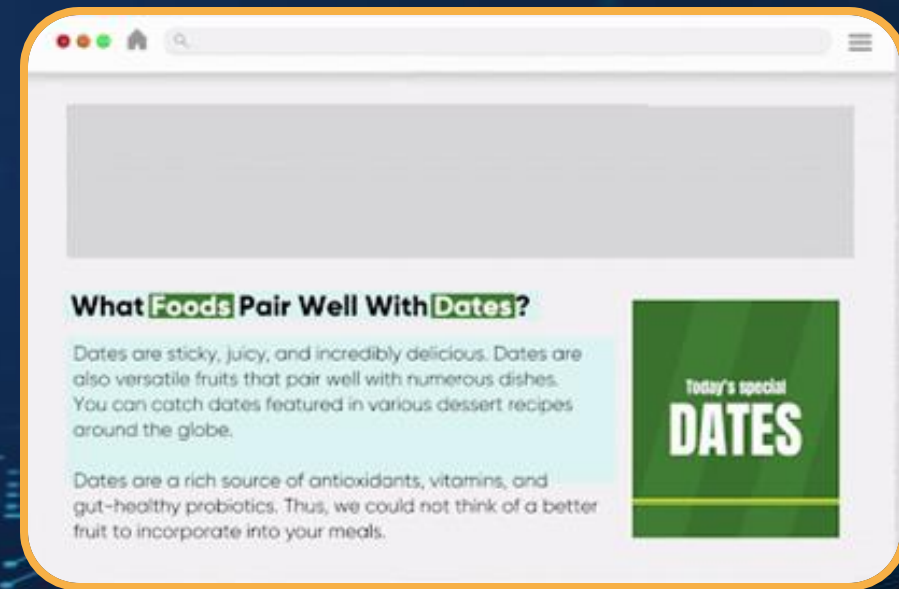 What Foods Pair Well With Dates?
Dates are sticky, juicy, and incredibly delicious. Dates are
also versatile fruits that pair well with numerous dishes.
You can catch dates featured in various dessert recipes
around the globe.
Dates are a rich source of antioxidants, vitamins, and
gut-healthy probiotics. Thus, we could not think of a better
fruit to incorporate into your meals.
Today's special
DATES